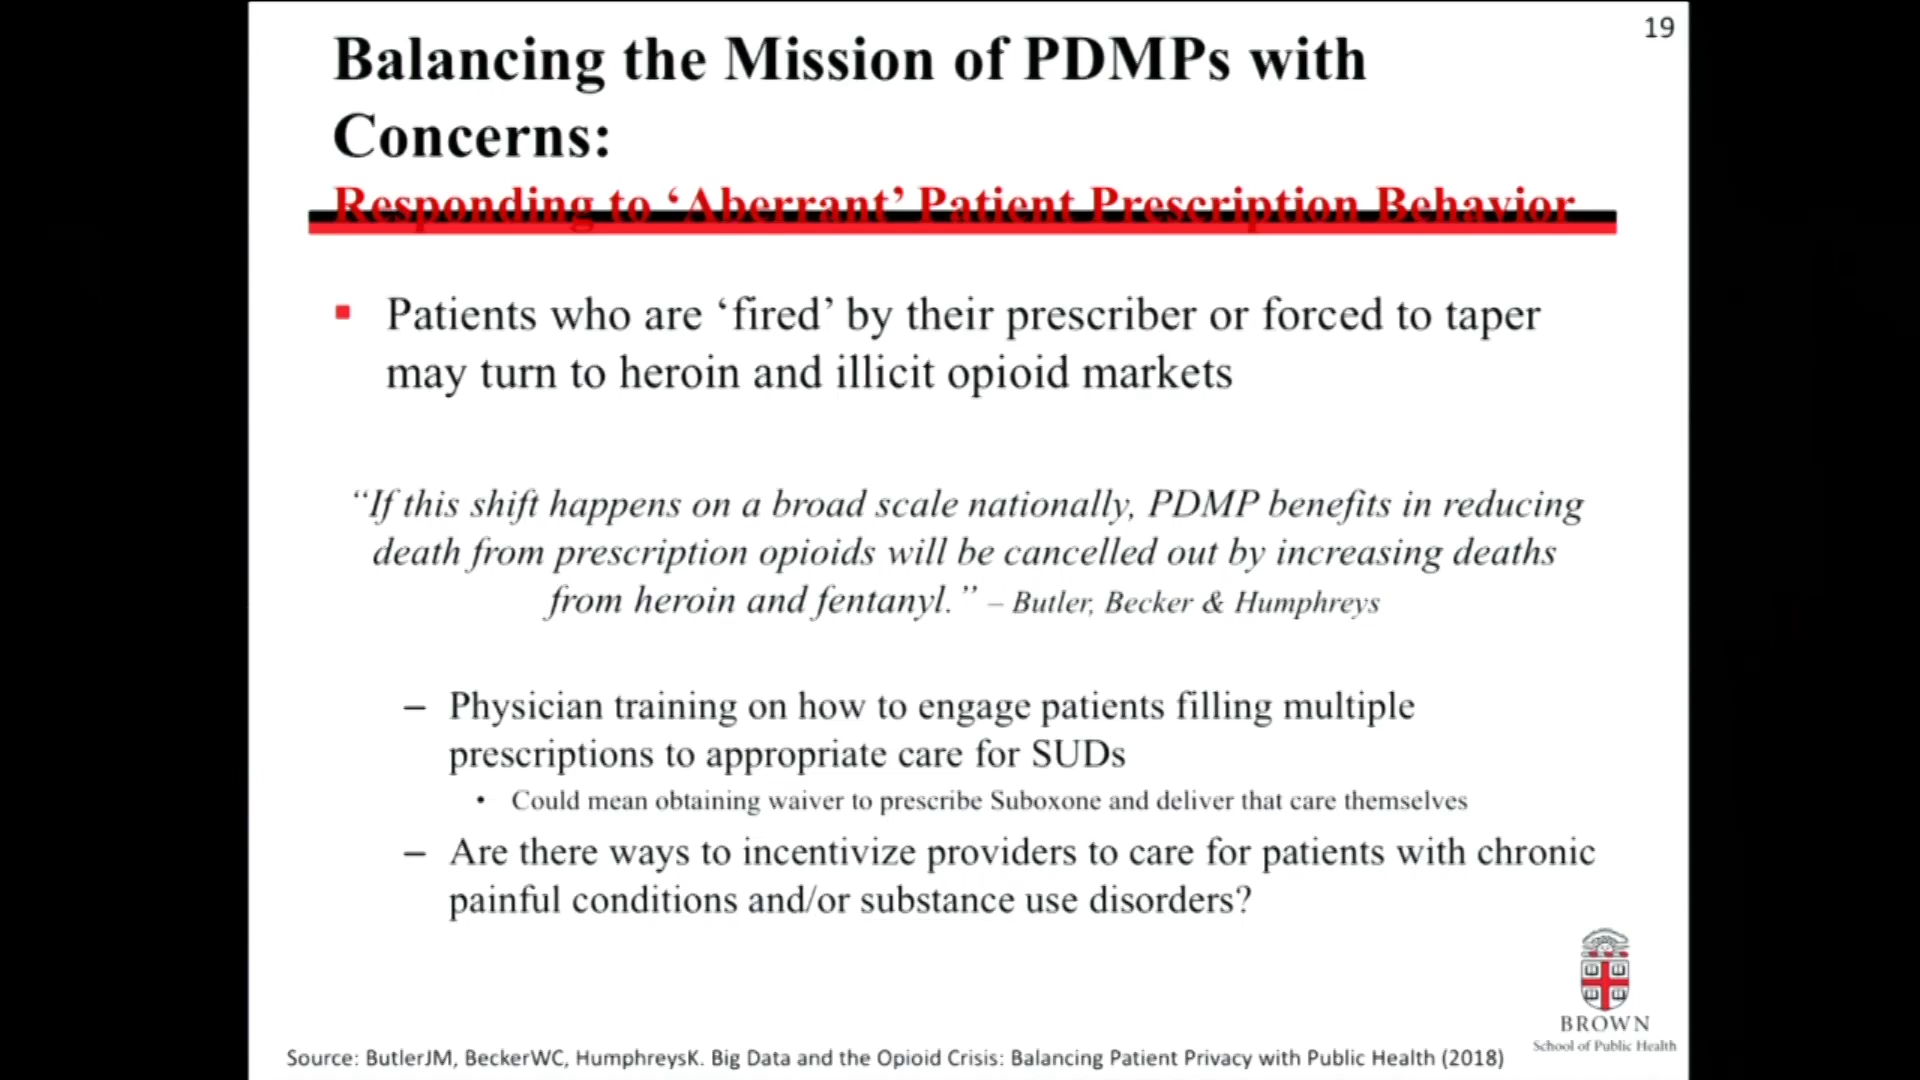 19
Balancing the Mission of PDMPs with
Concerns:
Responding to ‘Aberrant’ Patient Prescription Behavior
▪ Patients who are ‘fired’ by their prescriber or forced to taper
may turn to heroin and illicit opioid markets
“If this shift happens on a broad scale nationally, PDMP benefits in reducing
death from prescription opioids will be cancelled out by increasing deaths
from heroin and fentanyl.” – Butler, Becker & Humphreys
– Physician training on how to engage patients filling multiple
prescriptions to appropriate care for SUDs
• Could mean obtaining waiver to prescribe Suboxone and deliver that care themselves
– Are there ways to incentivize providers to care for patients with chronic
painful conditions and/or substance use disorders?
BROWN
School of Public Health
Source: ButlerJM, BeckerWC, HumphreysK. Big Data and the Opioid Crisis: Balancing Patient Privacy with Public Health (2018)